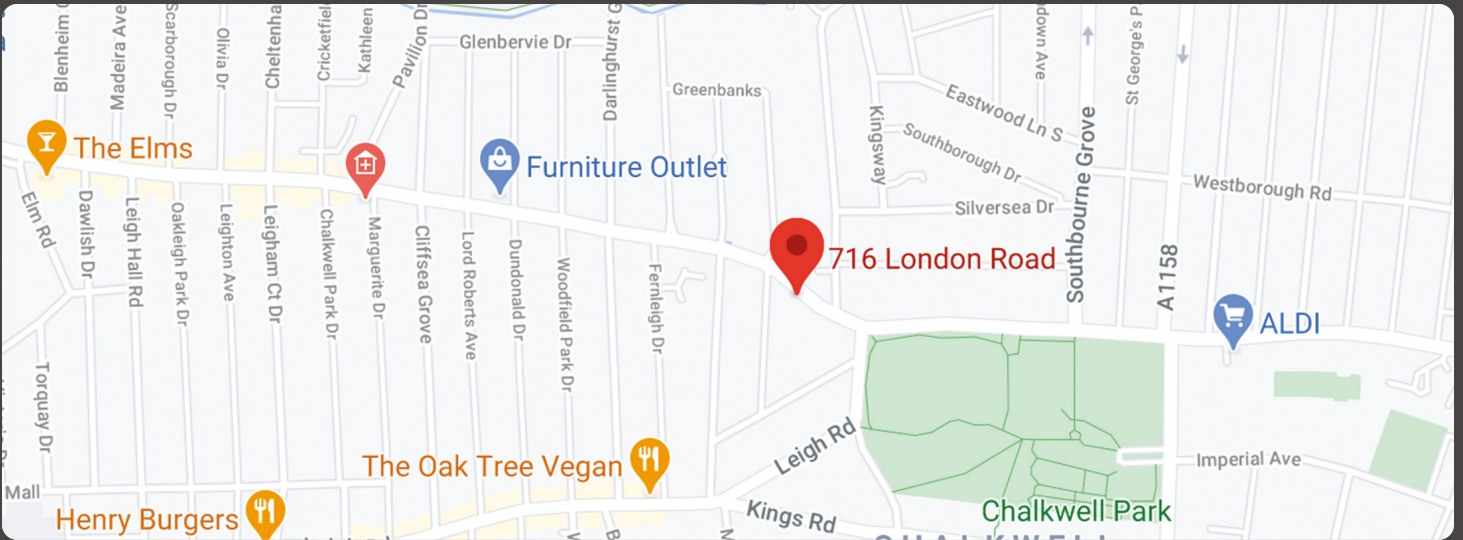 Blenheim C
Madeira Ave
Scarborough Dr
Olivia Dr
Cheltenha
Cricketfiel
Kathleen
Pavilion Dr
Glenbervie Dr
Darlinghurst G
Greenbanks
Kingsway
Eastwood Ln S
Southborough Dr
Silversea Dr
down Ave
Southbourne Grove
St George's P
A1158
Westborough Rd
The Elms
Furniture Outlet
716 London Road
ALDI
Elm Rd
Dawlish Dr
Leigh Hall Rd
Oakleigh Park Dr
Leighton Ave
Leigham Ct Dr
Chalkwell Park Dr
Marguerite Dr
Cliffsea Grove
Lord Roberts Ave
Dundonald Dr
Woodfield Park Dr
Fernleigh Dr
Torquay Dr
Leigh Rd
The Oak Tree Vegan
Imperial Ave
Mall
Henry Burgers
Kings Rd
Chalkwell Park